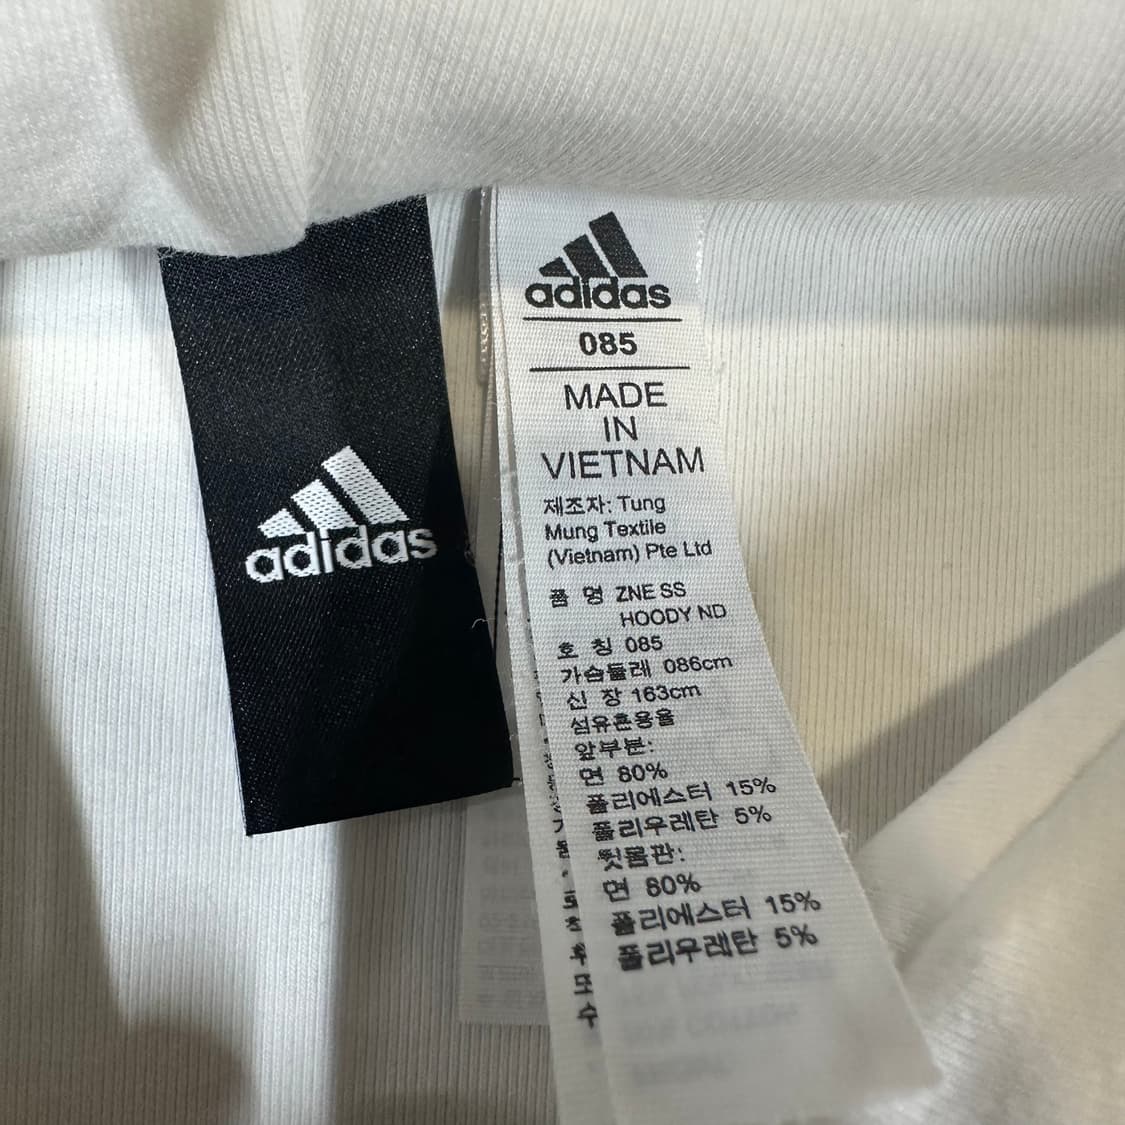 adidas
adidas
085
MADE
IN
VIETNAM
제조자: Tung
Mung Textile
(Vietnam) Pte Ltd
품 명 ZNE SS
HOODY ND
호 칭 085
가슴둘레 086cm
신 장 163cm
섬유혼용율
앞부분:
면 80%
폴리에스터 15%
폴리우레탄 5%
뒷몸판:
면 80%
폴리에스터 15%
폴리우레탄 5%